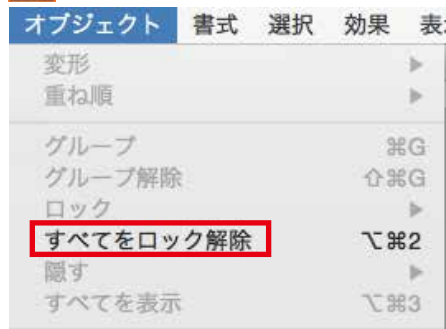 オブジェクト 書式 選択 効果 表
変形 ▶
重ね順 ▶
グループ ⌘G
グループ解除 ⇧⌘G
ロック ▶
すべてをロック解除 ⌥⌘2
隠す ▶
すべてを表示 ⌥⌘3